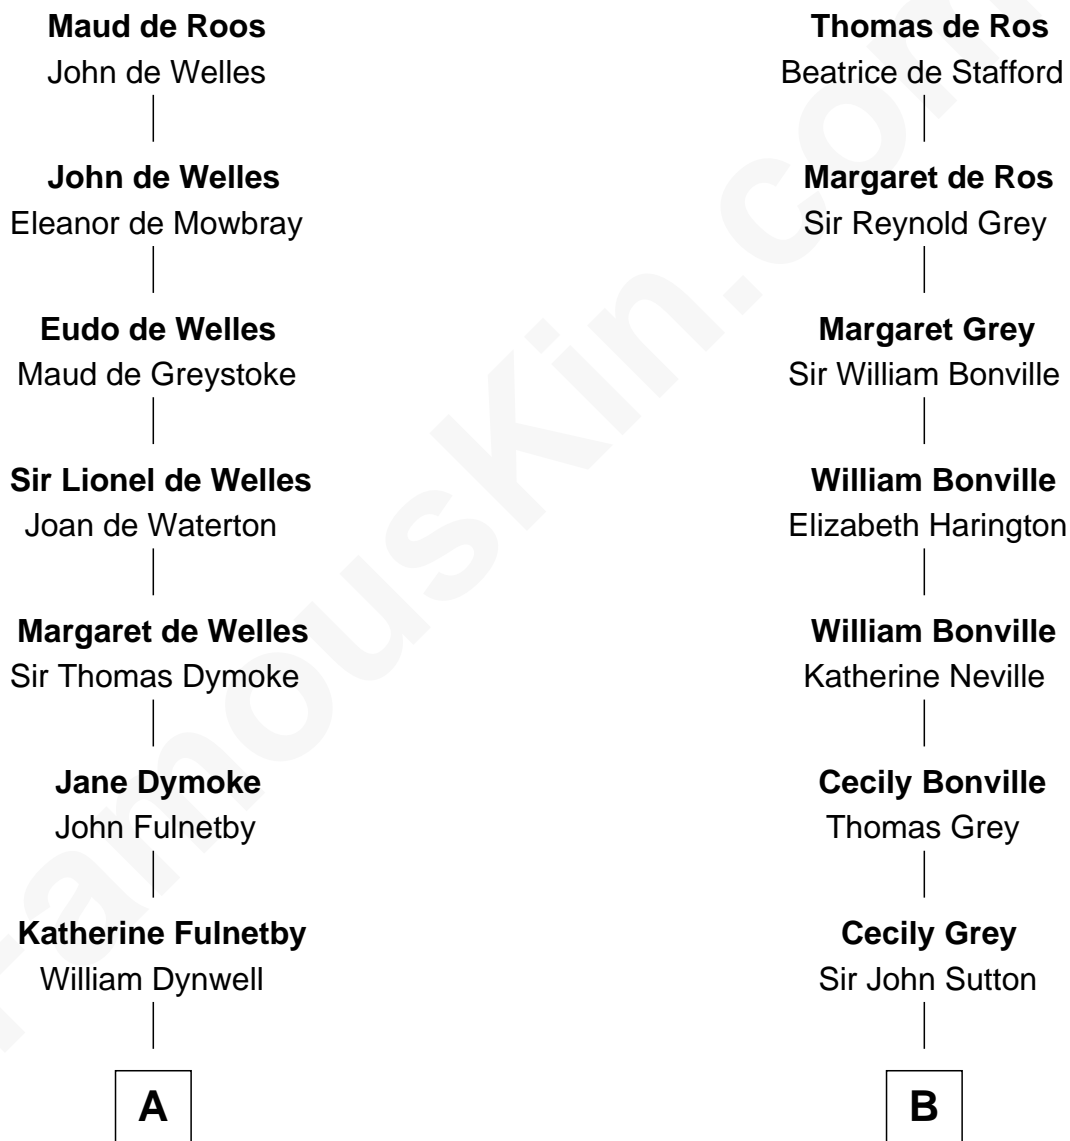 Maud de Roos
John de Welles
John de Welles
Eleanor de Mowbray
Eudo de Welles
Maud de Greystoke
Sir Lionel de Welles
Joan de Waterton
Margaret de Welles
Sir Thomas Dymoke
Jane Dymoke
John Fulnetby
Katherine Fulnetby
William Dynwell
A
Thomas de Ros
Beatrice de Stafford
Margaret de Ros
Sir Reynold Grey
Margaret Grey
Sir William Bonville
William Bonville
Elizabeth Harington
William Bonville
Katherine Neville
Cecily Bonville
Thomas Grey
Cecily Grey
Sir John Sutton
B
FamousKin.com